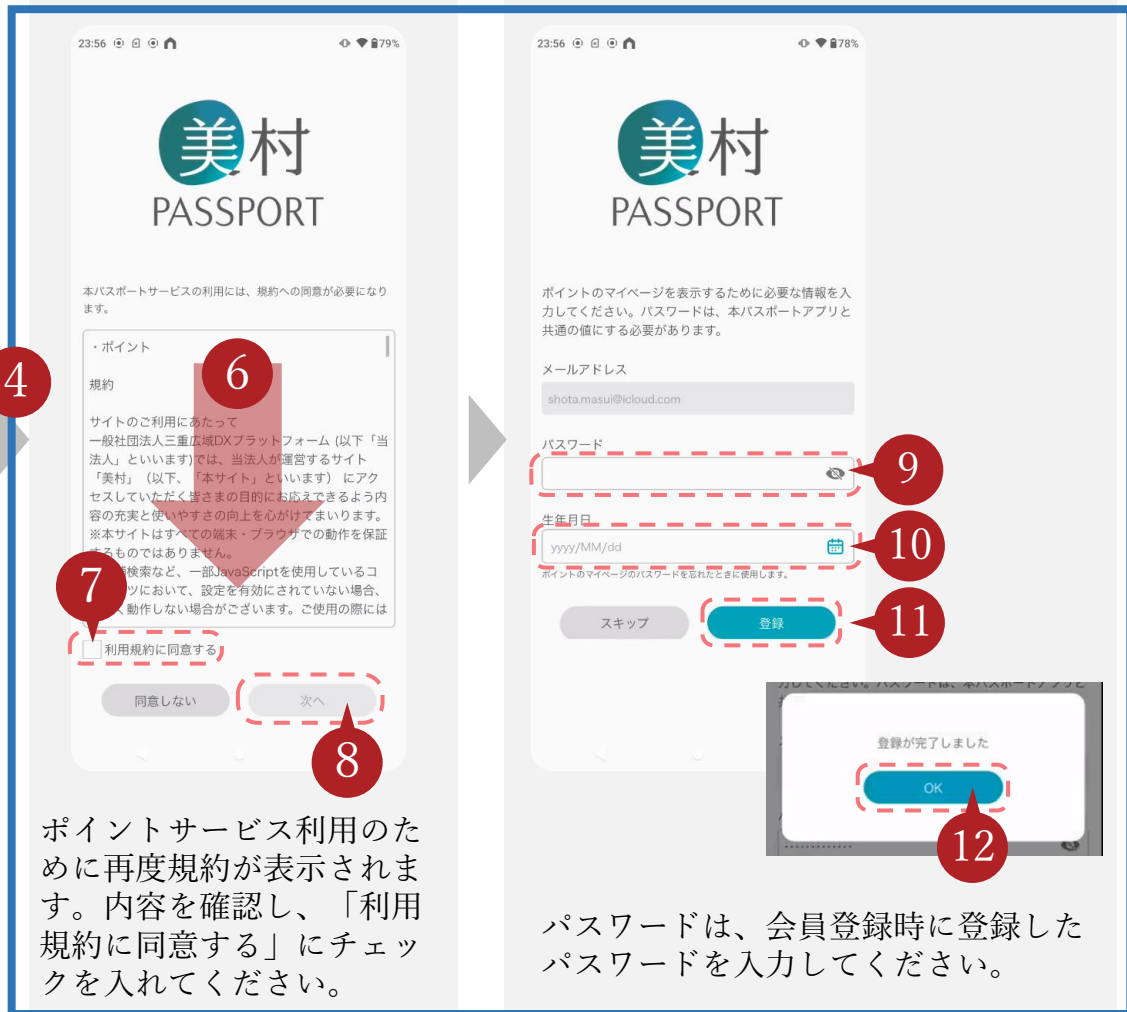 4
23:56
79%
美村
PASSPORT
本パスポートサービスの利用には、規約への同意が必要になり
ます。
・ポイント
規約
6
サイトのご利用にあたって
一般社団法人三重広域DXプラットフォーム (以下「当
法人」といいます)では、当法人が運営するサイト
「美村」（以下、「本サイト」といいます） にアク
セスしていただく皆さまの目的にお応えできるよう内
容の充実と使いやすさの向上を心がけてまいります。
※本サイトはすべての端末・ブラウザでの動作を保証
するものではありません。
検索など、一部JavaScriptを使用しているコ
ツにおいて、設定を有効にされていない場合、
動作しない場合がございます。ご使用の際には
7
利用規約に同意する
同意しない
次へ
8
ポイントサービス利用のた
めに再度規約が表示されま
す。内容を確認し、「利用
規約に同意する」にチェッ
クを入れてください。
23:56
78%
美村
PASSPORT
ポイントのマイページを表示するために必要な情報を入
力してください。パスワードは、本パスポートアプリと
共通の値にする必要があります。
メールアドレス
shota.masui@icloud.com
パスワード
9
生年月日
yyyy/MM/dd
10
ポイントのマイページのパスワードを忘れたときに使用します。
スキップ
登録
11
力してください。パスワードは、本パスポートアプリと
登録が完了しました
OK
12
パスワードは、会員登録時に登録した
パスワードを入力してください。